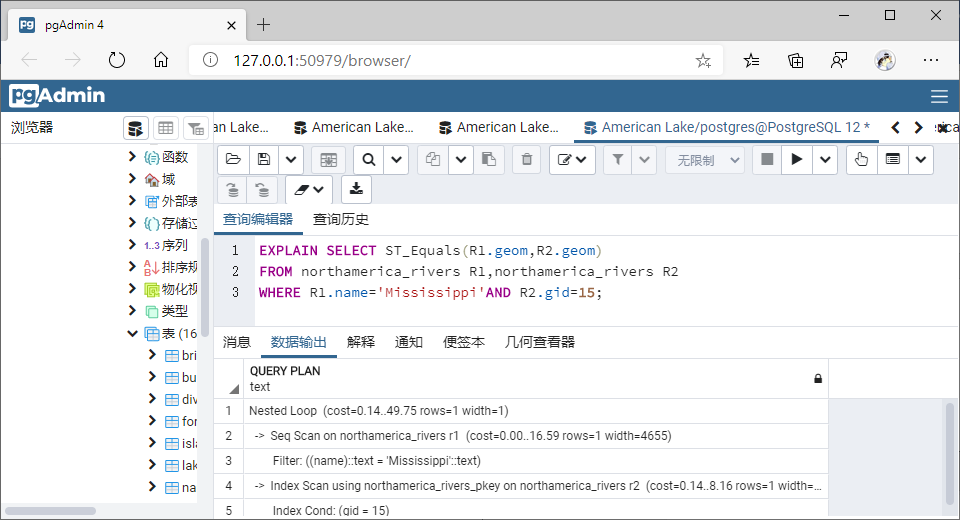 pgAdmin 4
127.0.0.1:50979/browser/
pgAdmin
浏览器
an Lake...
American Lake...
American Lake...
American Lake/postgres@PostgreSQL 12 *
函数
域
外部表
存储过
序列
1..3
排序规
物化视
类型
表 (16
bri
bu
div
for
isla
lak
na
无限制
查询编辑器
查询历史
1 EXPLAIN SELECT ST_Equals(R1.geom,R2.geom)
2 FROM northamerica_rivers R1,northamerica_rivers R2
3 WHERE R1.name='Mississippi'AND R2.gid=15;
消息 数据输出 解释 通知 便签本 几何查看器
QUERY PLAN
text
1 Nested Loop (cost=0.14..49.75 rows=1 width=1)
2 -> Seq Scan on northamerica_rivers r1 (cost=0.00..16.59 rows=1 width=4655)
3 Filter: ((name)::text = 'Mississippi'::text)
4 -> Index Scan using northamerica_rivers_pkey on northamerica_rivers r2 (cost=0.14..8.16 rows=1 width=...
5 Index Cond: (gid = 15)